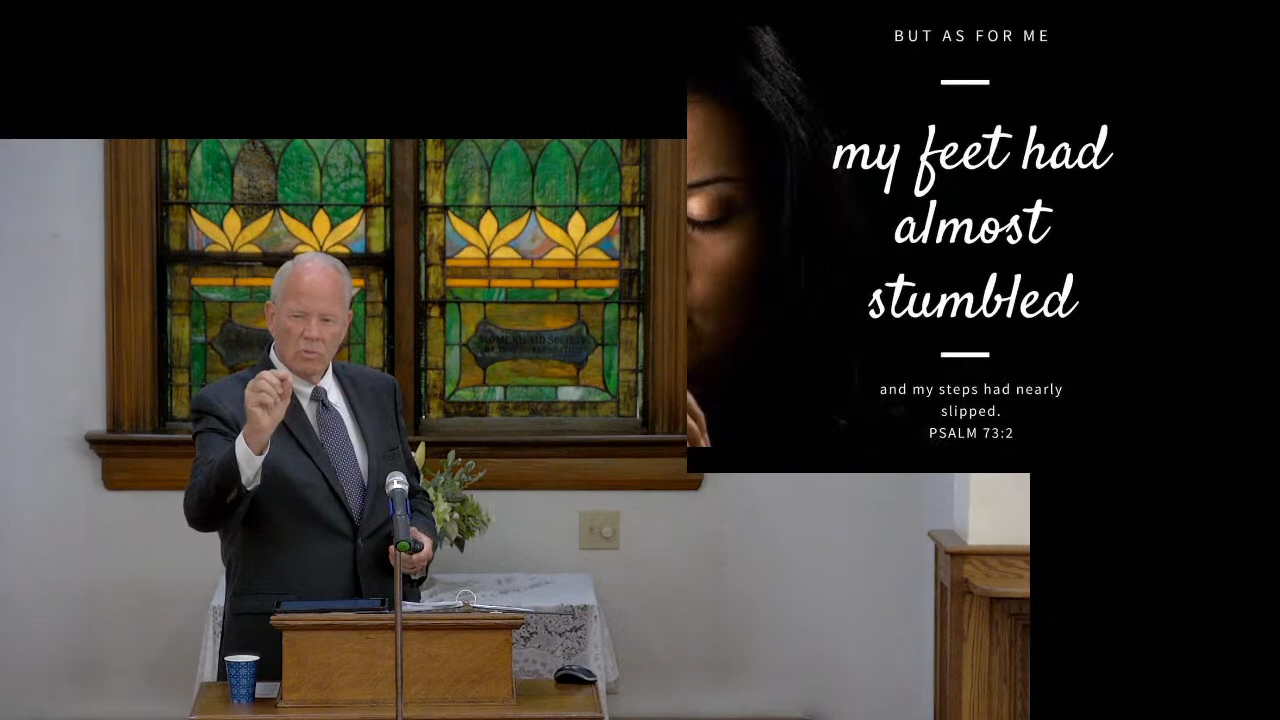 BUT AS FOR ME
my feet had
almost
stumbled
and my steps had nearly
slipped.
PSALM 73:2